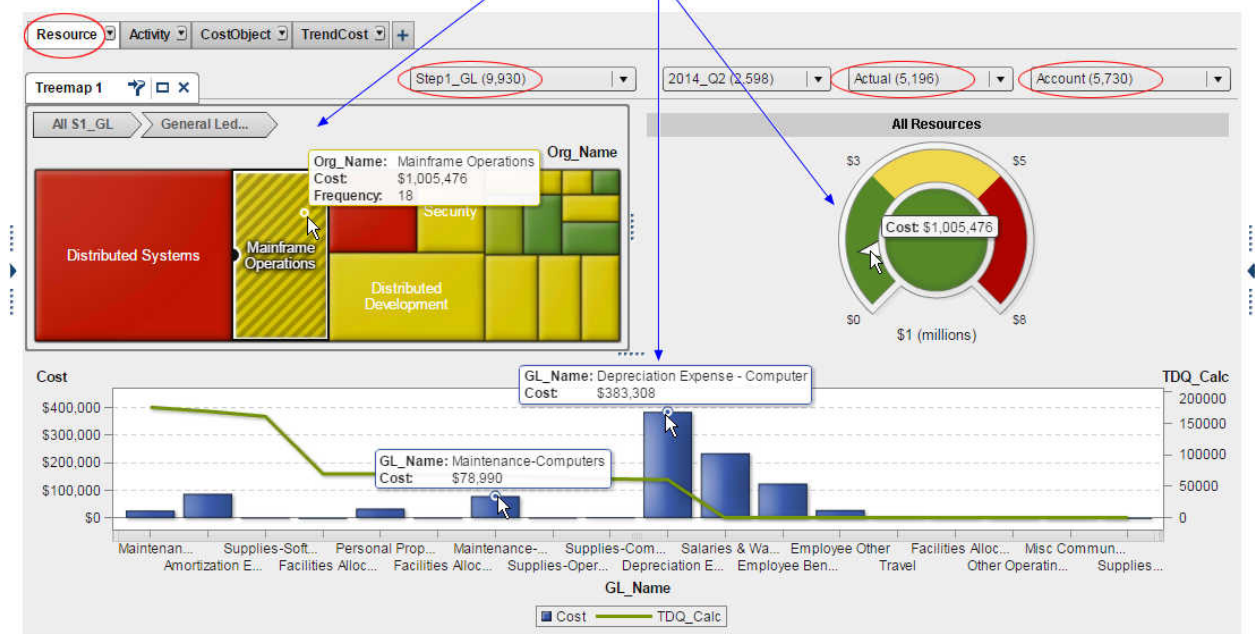 Resource Activity CostObject TrendCost +
Step1_GL (9,930) 2014_Q2 (2,598) Actual (5,196) Account (5,730)
Treemap 1
All S1_GL General Led...
All Resources
Org_Name
Org_Name: Mainframe Operations
Cost: $1,005,476
Frequency: 18
Security
Distributed Systems
Mainframe
Operations
Distributed
Development
$3 $5
Cost: $1,005,476
$0 $8
$1 (millions)
Cost
TDQ_Calc
GL_Name: Depreciation Expense - Computer
Cost: $383,308
GL_Name: Maintenance-Computers
Cost: $78,990
$400,000
$300,000
$200,000
$100,000
$0
200000
150000
100000
50000
0
Maintenan... Supplies-Soft... Personal Prop... Maintenance-... Supplies-Com... Salaries & Wa... Employee Other Facilities Alloc... Misc Commun...
Amortization E... Facilities Alloc... Facilities Alloc... Supplies-Oper... Depreciation E... Employee Ben... Travel Other Operatin... Supplies...
GL_Name
Cost TDQ_Calc